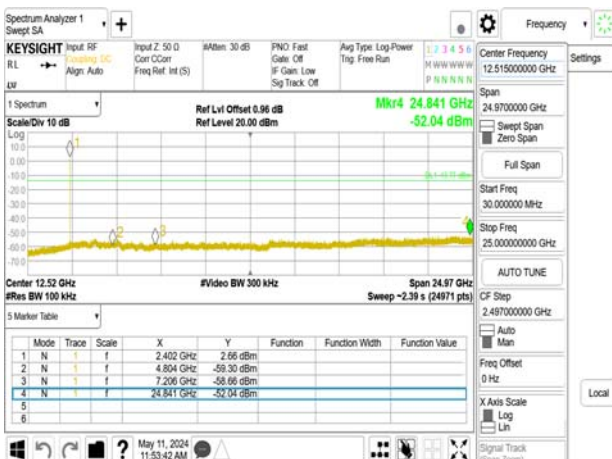 Spectrum Analyzer 1
Swept SA
Frequency
KEYSIGHT
RL
Input: RF
Coupling: DC
Align: Auto
Input Z: 50 Ω
Corr CCorr
Freq Ref: Int (S)
#Atten: 30 dB
PNO: Fast
Gate: Off
IF Gain: Low
Sig Track: Off
Avg Type: Log-Power
Trig: Free Run
1 2 3 4 5 6
M W W W W W
P N N N N N
Center Frequency
12.515000000 GHz
Settings
Span
24.9700000 GHz
Swept Span
Zero Span
Full Span
Start Freq
30.000000 MHz
Stop Freq
25.000000000 GHz
AUTO TUNE
CF Step
2.497000000 GHz
Auto
Man
Freq Offset
0 Hz
X Axis Scale
Log
Lin
Local
Signal Track
1 Spectrum
Scale/Div 10 dB
Ref Lvl Offset 0.96 dB
Ref Level 20.00 dBm
Mkr4 24.841 GHz
-52.04 dBm
Log
10.0
0.00
-10.0
-20.0
-30.0
-40.0
-50.0
-60.0
-70.0
1
2
3
4
Center 12.52 GHz
#Video BW 300 kHz
Span 24.97 GHz
#Res BW 100 kHz
Sweep ~2.39 s (24971 pts)
5 Marker Table
Mode Trace Scale X Y Function Function Width Function Value
1 N 1 f 2.402 GHz 2.66 dBm
2 N 1 f 4.804 GHz -59.30 dBm
3 N 1 f 7.206 GHz -58.66 dBm
4 N 1 f 24.841 GHz -52.04 dBm
5
6
May 11, 2024
11:53:42 AM